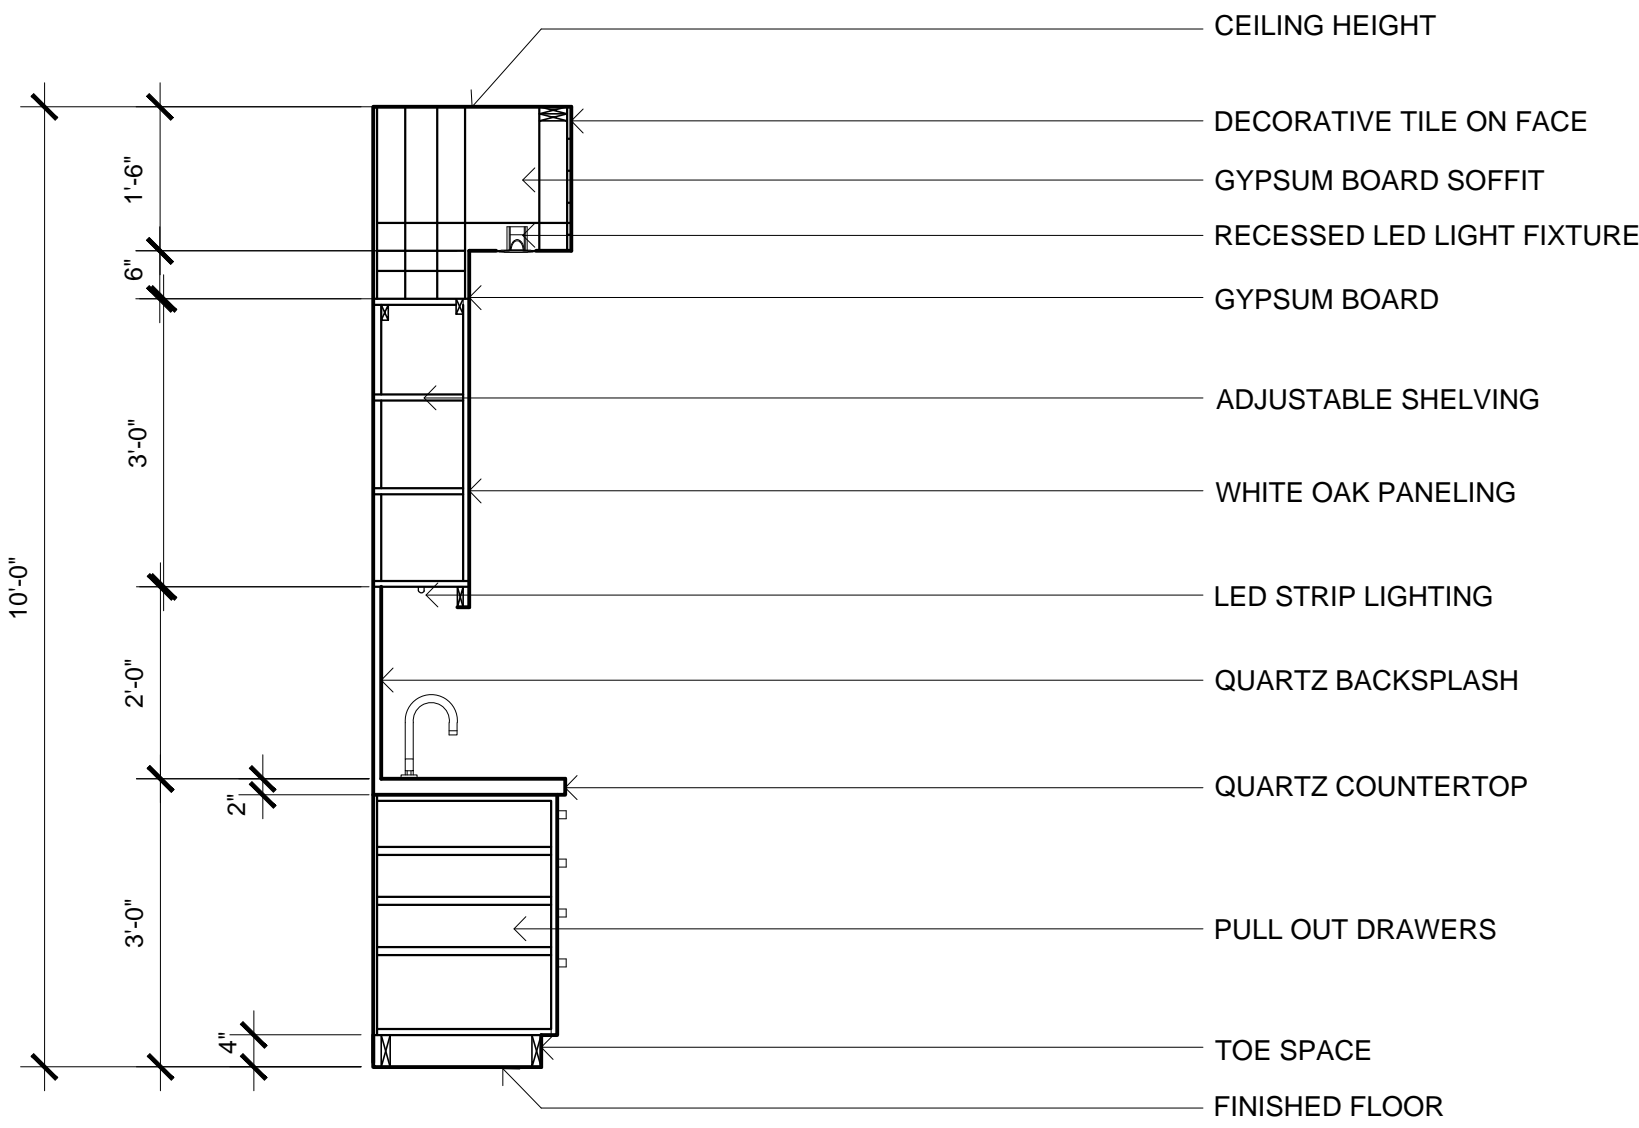 CEILING HEIGHT
DECORATIVE TILE ON FACE
1'-6"
GYPSUM BOARD SOFFIT
RECESSED LED LIGHT FIXTURE
6"
GYPSUM BOARD
ADJUSTABLE SHELVING
3'-0"
WHITE OAK PANELING
10'-0"
LED STRIP LIGHTING
2'-0"
QUARTZ BACKSPLASH
QUARTZ COUNTERTOP
2"
3'-0"
PULL OUT DRAWERS
4"
TOE SPACE
FINISHED FLOOR